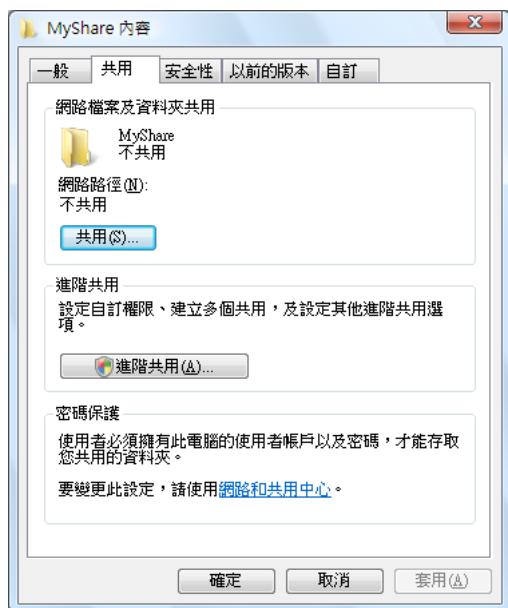 MyShare 內容
一般 共用 安全性 以前的版本 自訂
網路檔案及資料夾共用
MyShare
不共用
網路路徑(N):
不共用
共用(S)...
進階共用
設定自訂權限、建立多個共用，及設定其他進階共用選
項。
進階共用(A)...
密碼保護
使用者必須擁有此電腦的使用者帳戶以及密碼，才能存取
您共用的資料夾。
要變更此設定，請使用網路和共用中心。
確定 取消 套用(A)